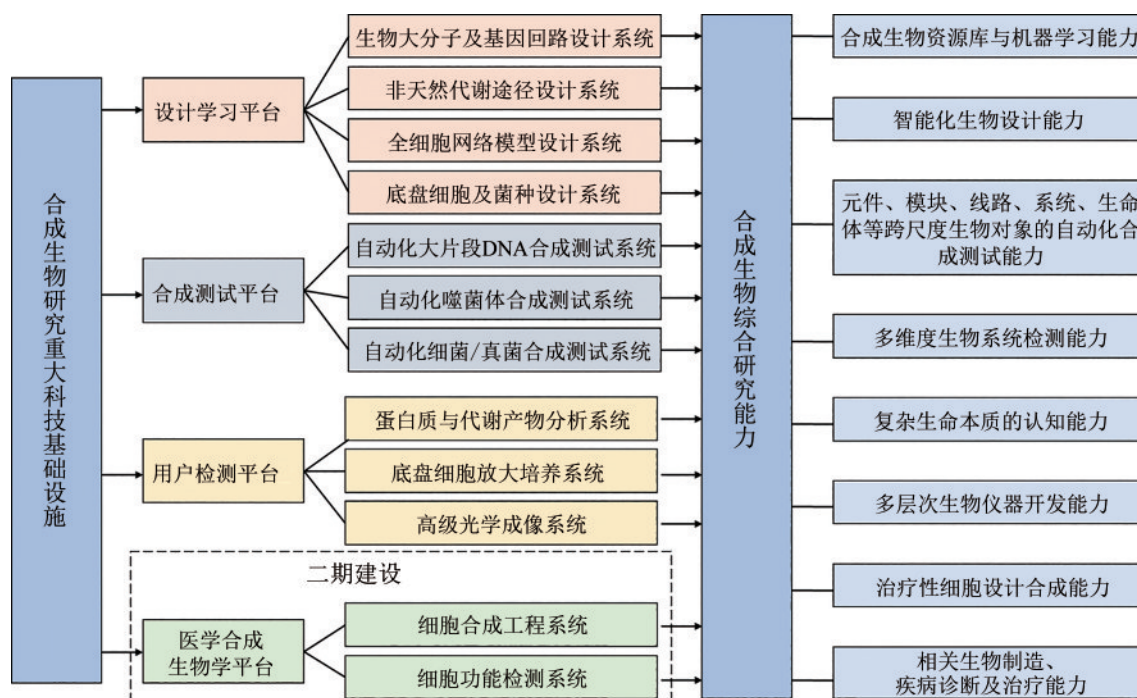 合成生物研究重大科技基础设施
设计学习平台
生物大分子及基因回路设计系统
非天然代谢途径设计系统
全细胞网络模型设计系统
底盘细胞及菌种设计系统
合成测试平台
自动化大片段DNA合成测试系统
自动化噬菌体合成测试系统
自动化细菌/真菌合成测试系统
用户检测平台
蛋白质与代谢产物分析系统
底盘细胞放大培养系统
高级光学成像系统
二期建设
医学合成
生物学平台
细胞合成工程系统
细胞功能检测系统
合成生物综合研究能力
合成生物资源库与机器学习能力
智能化生物设计能力
元件、模块、线路、系统、生命
体等跨尺度生物对象的自动化合
成测试能力
多维度生物系统检测能力
复杂生命本质的认知能力
多层次生物仪器开发能力
治疗性细胞设计合成能力
相关生物制造、
疾病诊断及治疗能力